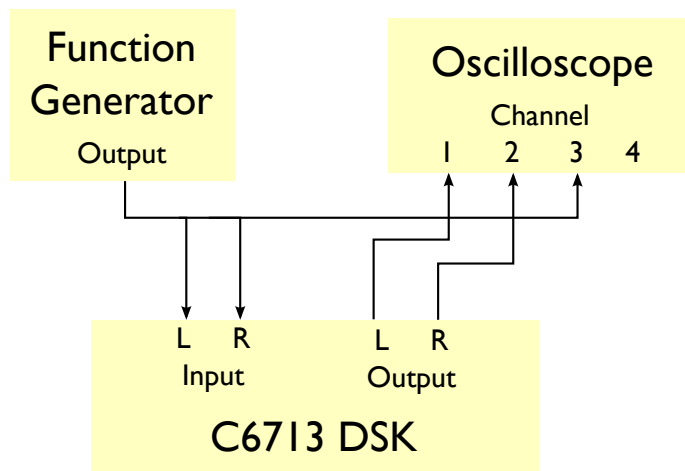 Function
Generator
Output
Oscilloscope
Channel
1 2 3 4
L R L R
Input Output
C6713 DSK